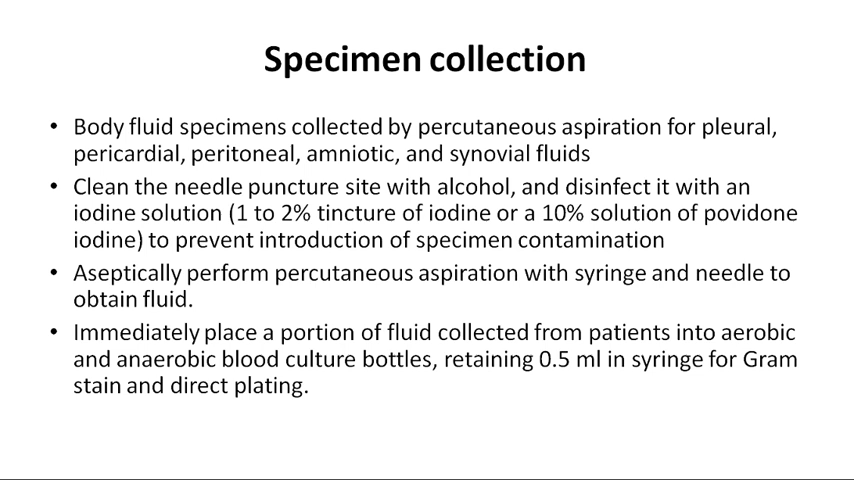 Specimen collection
• Body fluid specimens collected by percutaneous aspiration for pleural,
pericardial, peritoneal, amniotic, and synovial fluids
• Clean the needle puncture site with alcohol, and disinfect it with an
iodine solution (1 to 2% tincture of iodine or a 10% solution of povidone
iodine) to prevent introduction of specimen contamination
• Aseptically perform percutaneous aspiration with syringe and needle to
obtain fluid.
• Immediately place a portion of fluid collected from patients into aerobic
and anaerobic blood culture bottles, retaining 0.5 ml in syringe for Gram
stain and direct plating.